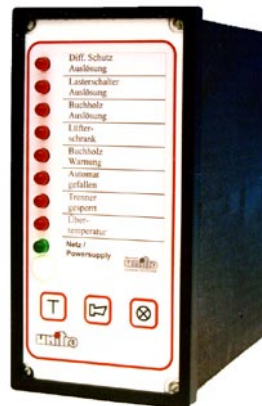 Diff. Schutz
Auslösung
Lasterschalter
Auslösung
Buchholz
Auslösung
Lüfter-
schrank
Buchholz
Warnung
Automat
gefallen
Trenner
gesperrt
Über-
temperatur
Netz /
Powersupply
unitro
T
unitro